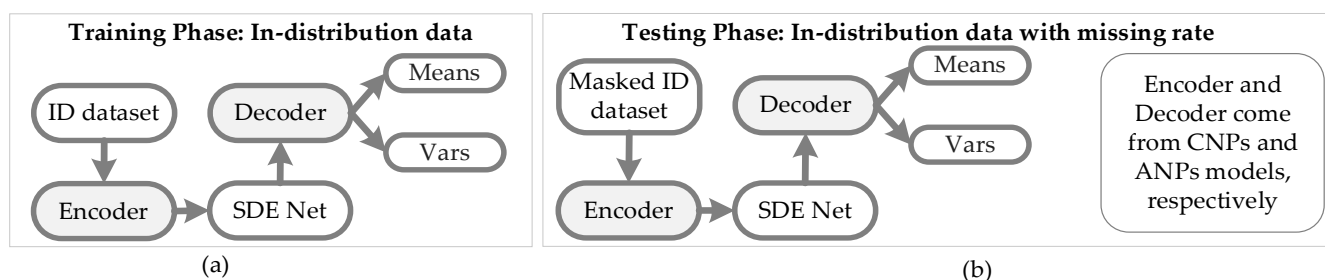 Training Phase: In-distribution data
Means
ID dataset
Decoder
Vars
Encoder
SDE Net
(a)
Testing Phase: In-distribution data with missing rate
Means
Masked ID
dataset
Decoder
Vars
Encoder
SDE Net
Encoder and
Decoder come
from CNPs and
ANPs models,
respectively
(b)